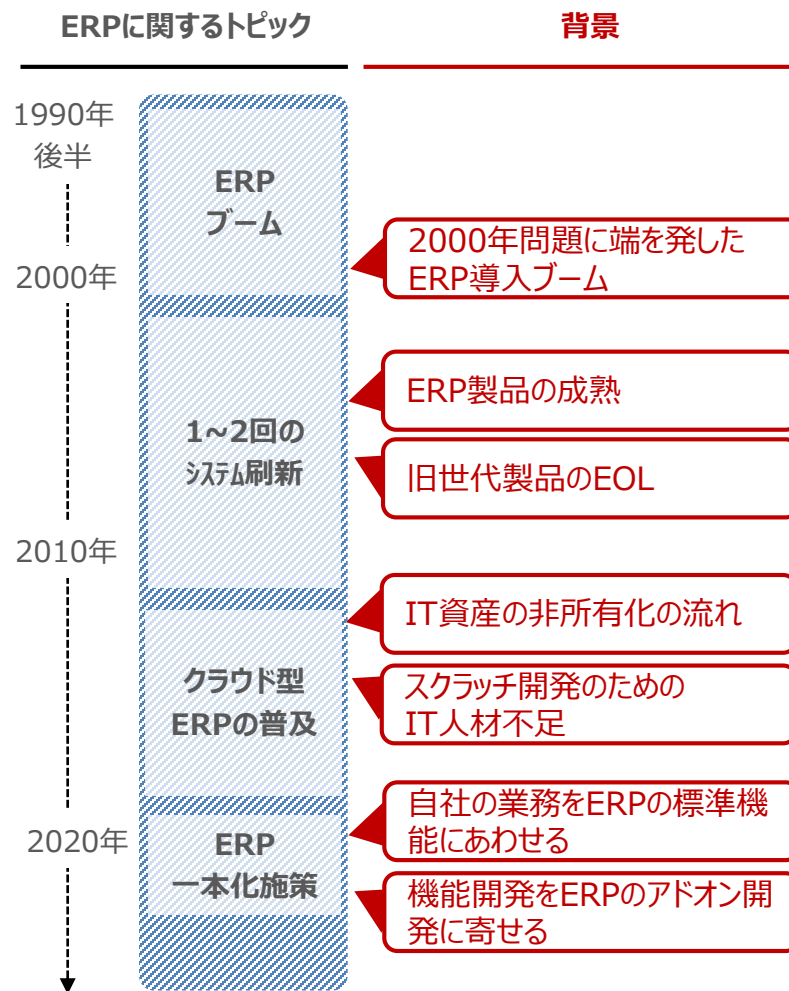 ERPに関するトピック
背景
1990年
後半
ERP
ブーム
2000年問題に端を発した
ERP導入ブーム
2000年
ERP製品の成熟
1~2回の
ｼｽﾃﾑ刷新
旧世代製品のEOL
2010年
IT資産の非所有化の流れ
クラウド型
ERPの普及
スクラッチ開発のための
IT人材不足
自社の業務をERPの標準機
能にあわせる
2020年
ERP
一本化施策
機能開発をERPのアドオン開
発に寄せる